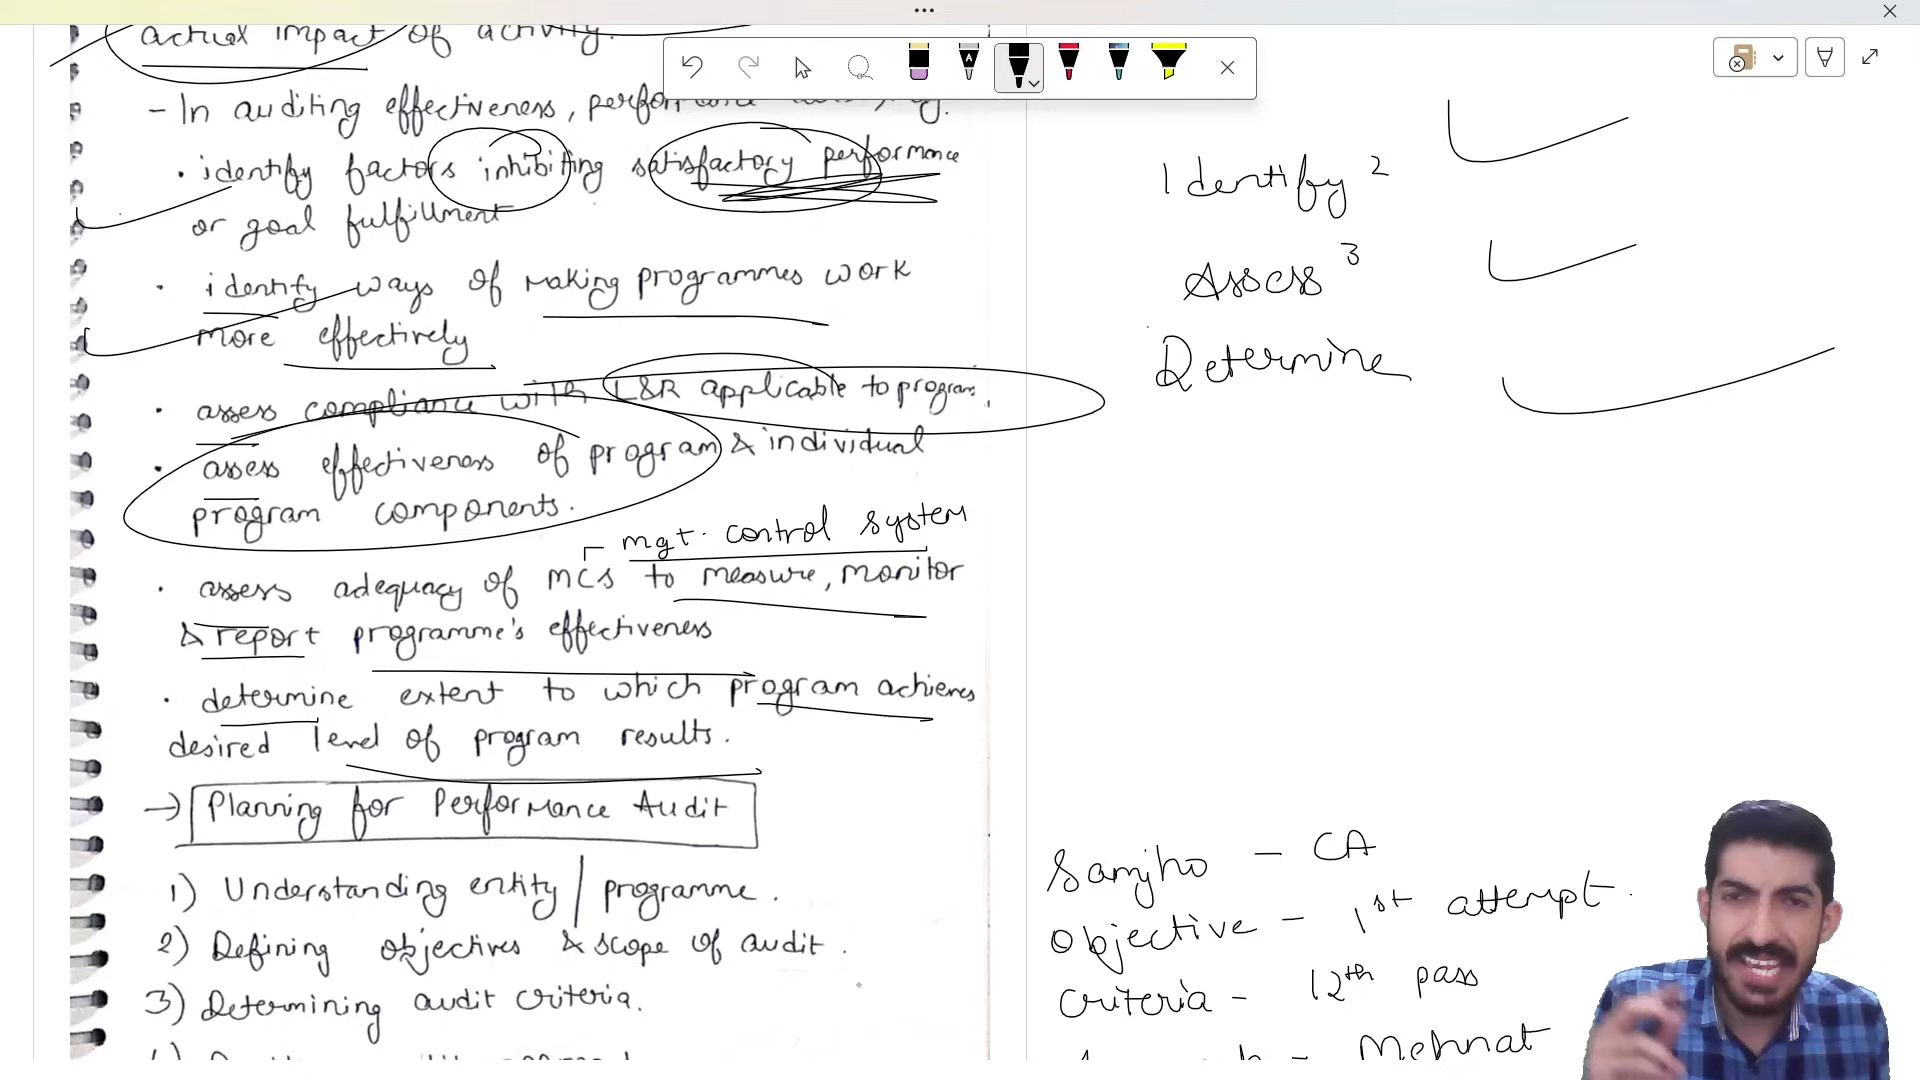 actual impact of activity.
- In auditing effectiveness,
. identify factors inhibiting satisfactory performance
or goal fulfillment
. identify ways of making programmes work
more effectively
. assess compliance with L&R applicable to program.
. assess effectiveness of program & individual
program components.
mgt. control system
. assess adequacy of MCS to measure, monitor
& report programme's effectiveness
. determine extent to which program achieves
desired level of program results.
→ Planning for Performance Audit
1) Understanding entity / programme.
2) Defining objectives & scope of audit.
3) Determining audit criteria.
Identify 2
Assess 3
Determine
Samjho - CA
Objective - 1st attempt.
Criteria - 12th pass
- Mehnat